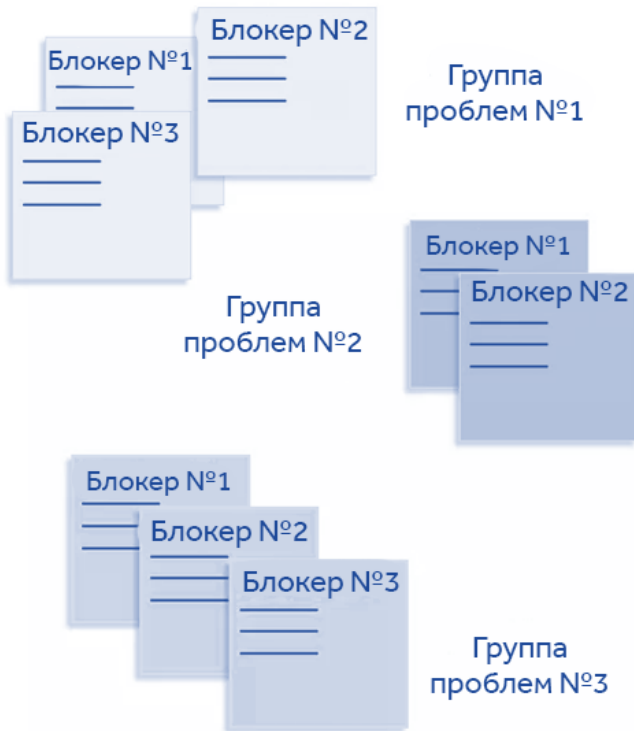 Блокер №2
Блокер №1
Блокер №3
Группа
проблем №1
Блокер №1
Блокер №2
Группа
проблем №2
Блокер №1
Блокер №2
Блокер №3
Группа
проблем №3